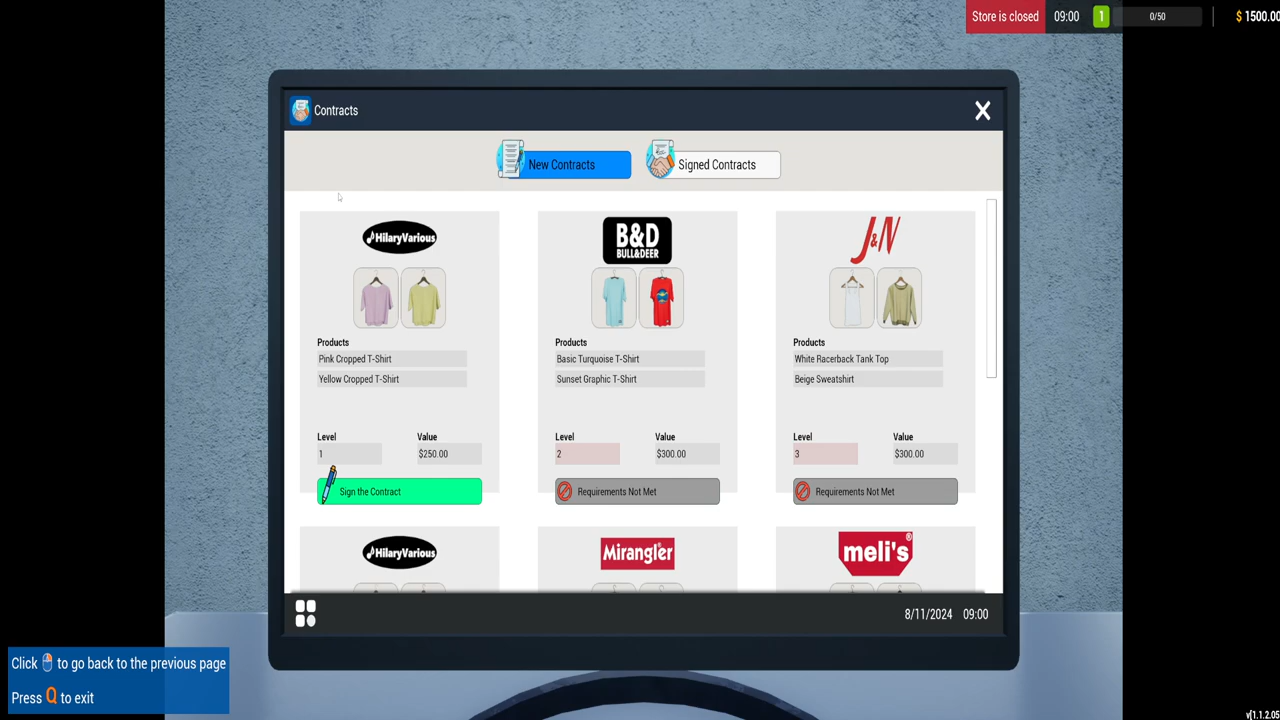 Store is closed 09:00 1 0/50 $ 1500.00
Contracts
New Contracts Signed Contracts
HilaryVarious
B&D
BULL&DEER
J&N
Products
Pink Cropped T-Shirt
Yellow Cropped T-Shirt
Level Value
1 $250.00
Sign the Contract
Products
Basic Turquoise T-Shirt
Sunset Graphic T-Shirt
Level Value
2 $300.00
Requirements Not Met
Products
White Racerback Tank Top
Beige Sweatshirt
Level Value
3 $300.00
Requirements Not Met
HilaryVarious
Mirangler
meli's®
8/11/2024 09:00
Click to go back to the previous page
Press Q to exit
v[1.1.2.05